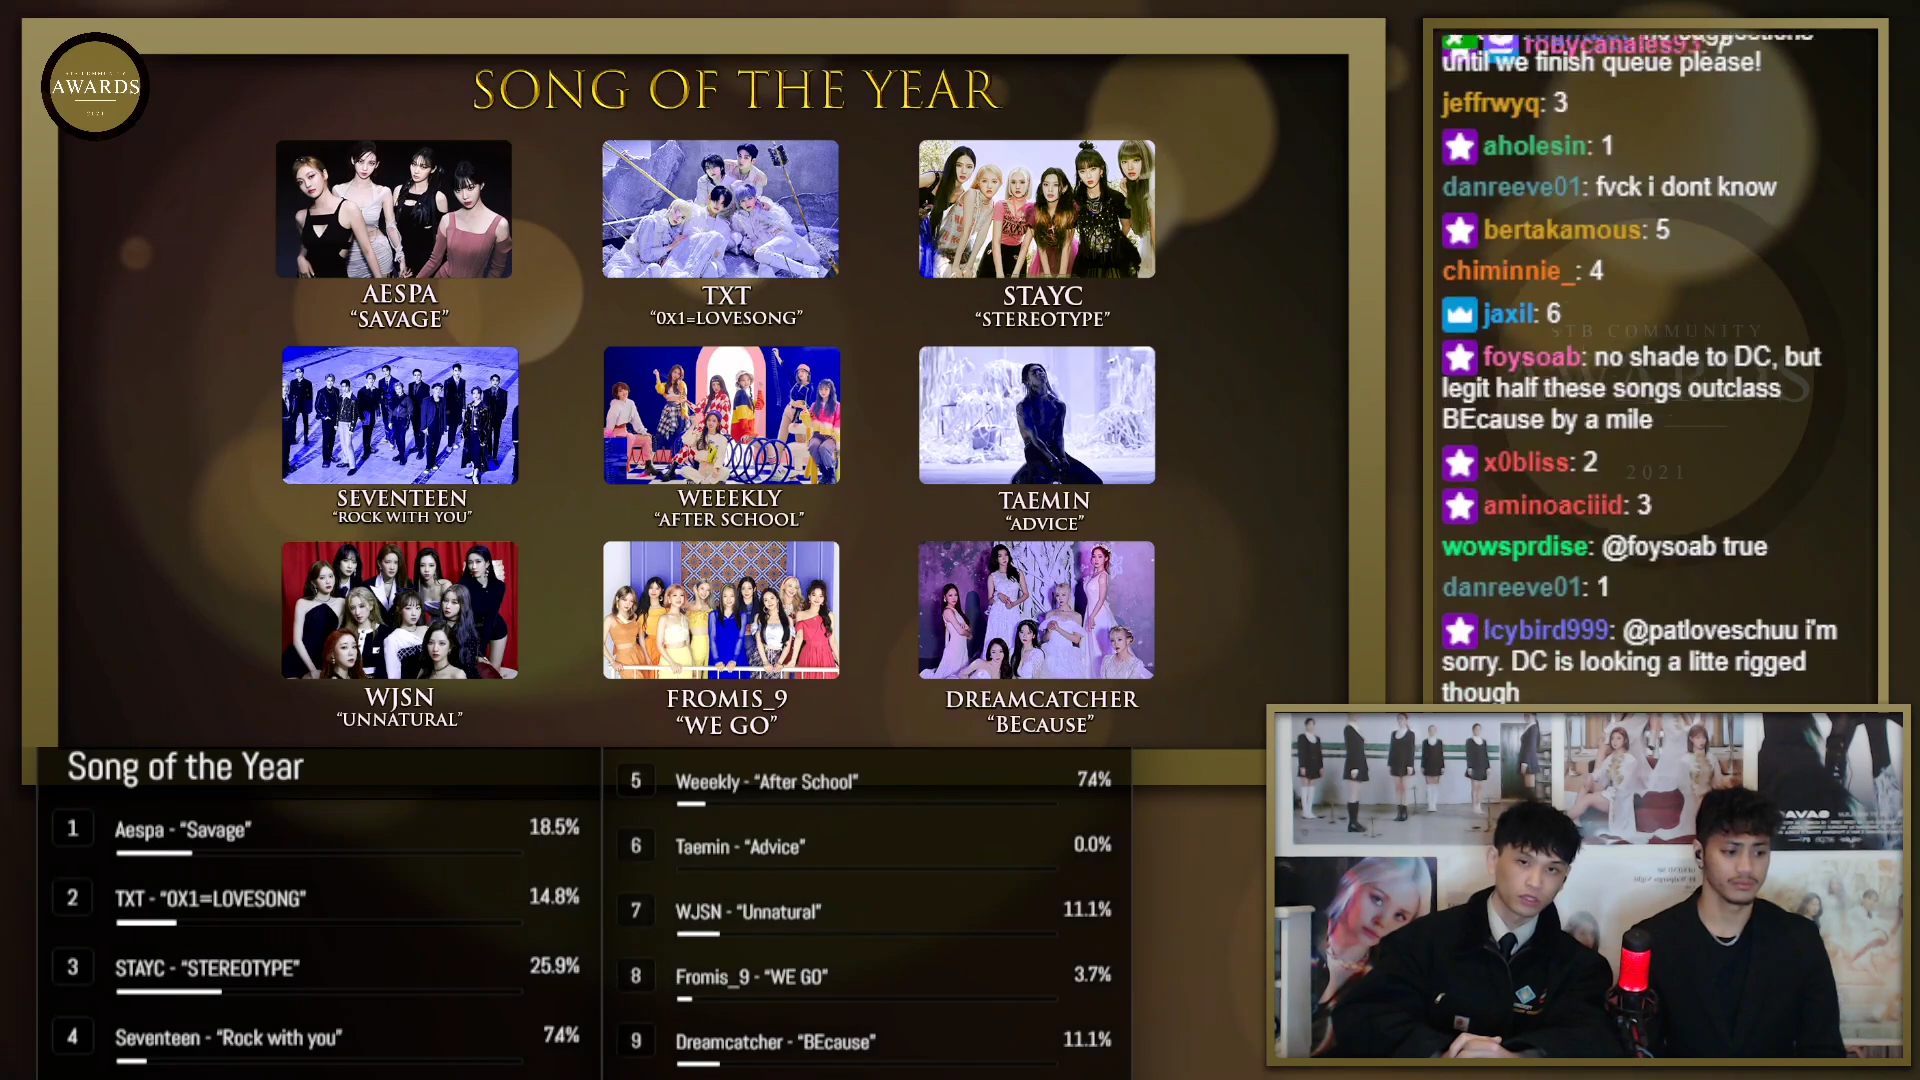 STB COMMUNITY
AWARDS
2021
SONG OF THE YEAR
AESPA
“SAVAGE”
TXT
“0X1=LOVESONG”
STAYC
“STEREOTYPE”
SEVENTEEN
“ROCK WITH YOU”
WEEEKLY
“AFTER SCHOOL”
TAEMIN
“ADVICE”
WJSN
“UNNATURAL”
FROMIS_9
“WE GO”
DREAMCATCHER
“BECAUSE”
Song of the Year
1 Aespa - “Savage” 18.5%
2 TXT - “0X1=LOVESONG” 14.8%
3 STAYC - “STEREOTYPE” 25.9%
4 Seventeen - “Rock with you” 7.4%
5 Weeekly - “After School” 7.4%
6 Taemin - “Advice” 0.0%
7 WJSN - “Unnatural” 11.1%
8 Fromis_9 - “WE GO” 3.7%
9 Dreamcatcher - “BEcause” 11.1%
until we finish queue please!
jeffrwyq: 3
aholesin: 1
danreeve01: fvck i dont know
bertakamous: 5
chiminnie_: 4
jaxil: 6
STB COMMUNITY
foysoab: no shade to DC, but
legit half these songs outclass
BEcause by a mile
x0bliss: 2
2021
aminoaciiid: 3
wowsprdise: @foysoab true
danreeve01: 1
Icybird999: @patloveschuu i'm
sorry. DC is looking a litte rigged
though